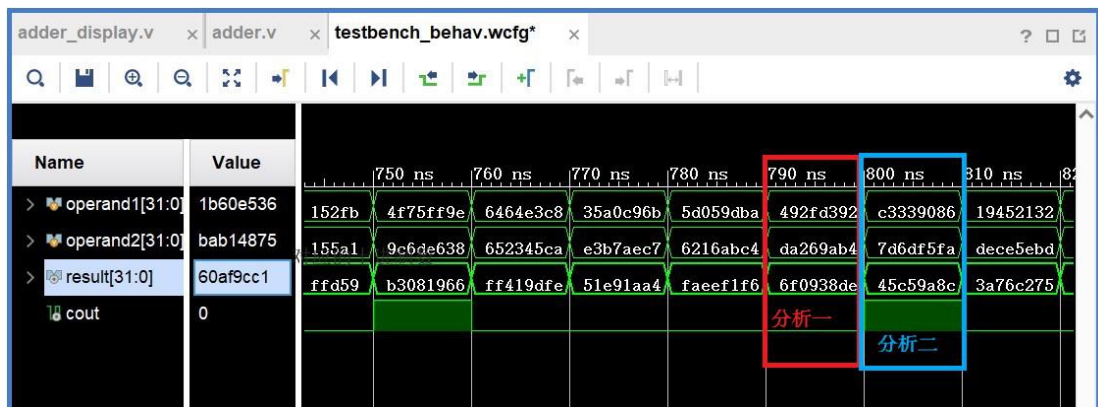 adder_display.v × adder.v × testbench_behav.wcfg* ×
Name Value
750 ns 760 ns 770 ns 780 ns 790 ns 800 ns 810 ns 82
operand1[31:0] 1b60e536 152fb 4f75ff9e 6464e3c8 35a0c96b 5d059dba 492fd392 c3339086 19452132
operand2[31:0] bab14875 155a1 9c6de638 652345ca e3b7aec7 6216abc4 da269ab4 7d6df5fa dece5ebd
result[31:0] 60af9cc1 ffd59 b3081966 ff419dfe 51e91aa4 faeef1f6 6f0938de 45c59a8c 3a76c275
cout 0
分析一
分析二